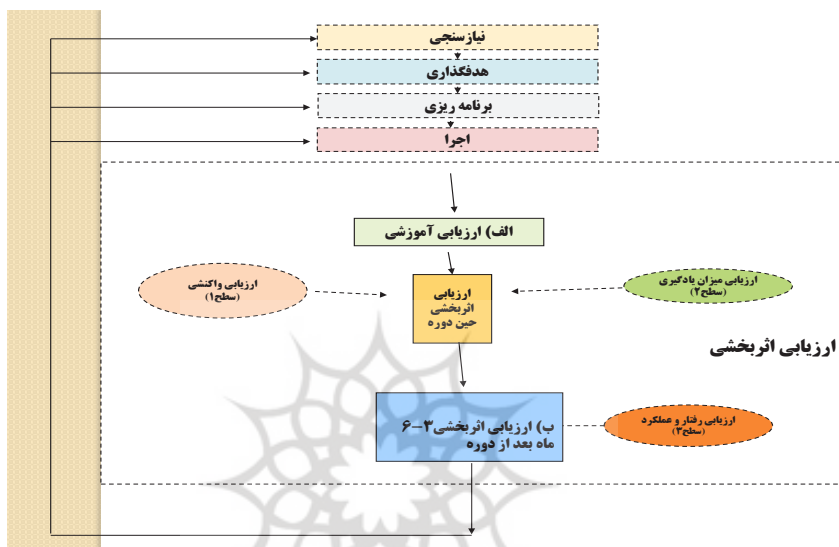 نیازسنجی
هدفگذاری
برنامه ریزی
اجرا
الف) ارزیابی آموزشی
ارزیابی میزان یادگیری
(سطح۲)
ارزیابی
اثربخشی
حین دوره
ارزیابی واکنشی
(سطح۱)
ارزیابی اثربخشی
ارزیابی رفتار و عملکرد
(سطح۳)
ب) ارزیابی اثربخشی۳-۶
ماه بعد از دوره